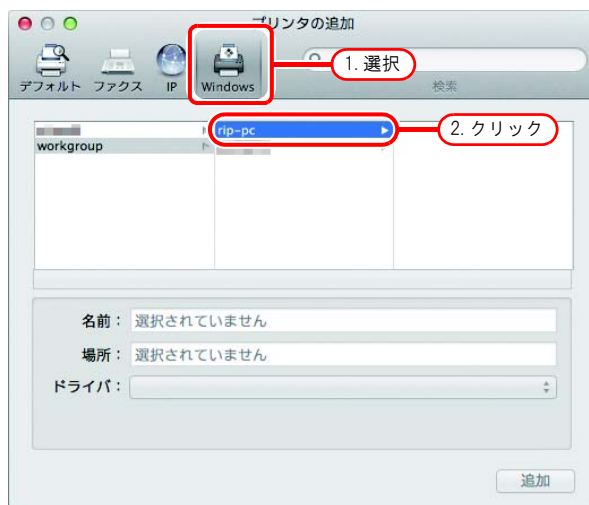 プリンタの追加
デフォルト ファクス IP Windows
1. 選択
検索
rip-pc
2. クリック
workgroup
名前： 選択されていません
場所： 選択されていません
ドライバ：
追加